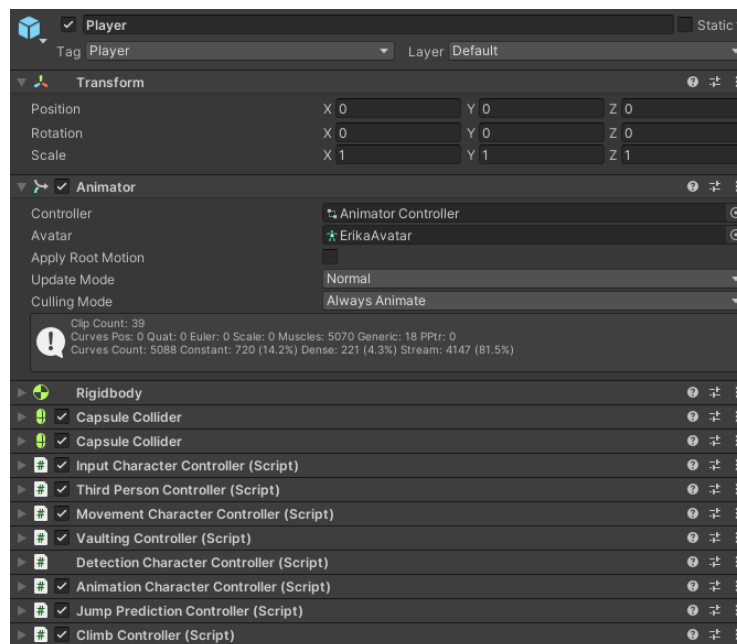 Player Static
Tag Player Layer Default
Transform
Position X 0 Y 0 Z 0
Rotation X 0 Y 0 Z 0
Scale X 1 Y 1 Z 1
Animator
Controller Animator Controller
Avatar ErikaAvatar
Apply Root Motion
Update Mode Normal
Culling Mode Always Animate
Clip Count: 39
Curves Pos: 0 Quat: 0 Euler: 0 Scale: 0 Muscles: 5070 Generic: 18 PPtr: 0
Curves Count: 5088 Constant: 720 (14.2%) Dense: 221 (4.3%) Stream: 4147 (81.5%)
Rigidbody
Capsule Collider
Capsule Collider
# Input Character Controller (Script)
# Third Person Controller (Script)
# Movement Character Controller (Script)
# Vaulting Controller (Script)
# Detection Character Controller (Script)
# Animation Character Controller (Script)
# Jump Prediction Controller (Script)
# Climb Controller (Script)